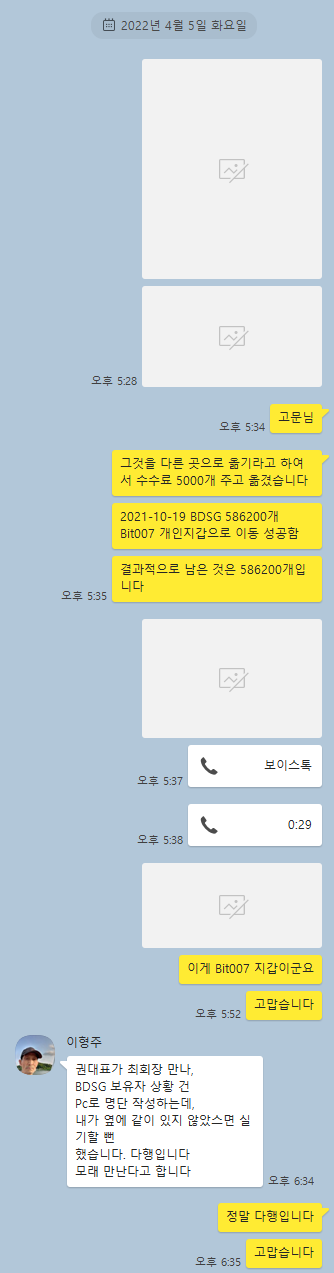 2022년 4월 5일 화요일
오후 5:28
고문님
오후 5:34
그것을 다른 곳으로 옮기라고 하여
서 수수료 5000개 주고 옮겼습니다
2021-10-19 BDSG 586200개
Bit007 개인지갑으로 이동 성공함
결과적으로 남은 것은 586200개입
니다
오후 5:35
보이스톡
오후 5:37
0:29
오후 5:38
이게 Bit007 지갑이군요
고맙습니다
오후 5:52
이형주
권대표가 최회장 만나,
BDSG 보유자 상황 건
Pc로 명단 작성하는데,
내가 옆에 같이 있지 않았스면 실
기할 뻔
했습니다. 다행입니다
모래 만난다고 합니다
오후 6:34
정말 다행입니다
고맙습니다
오후 6:35